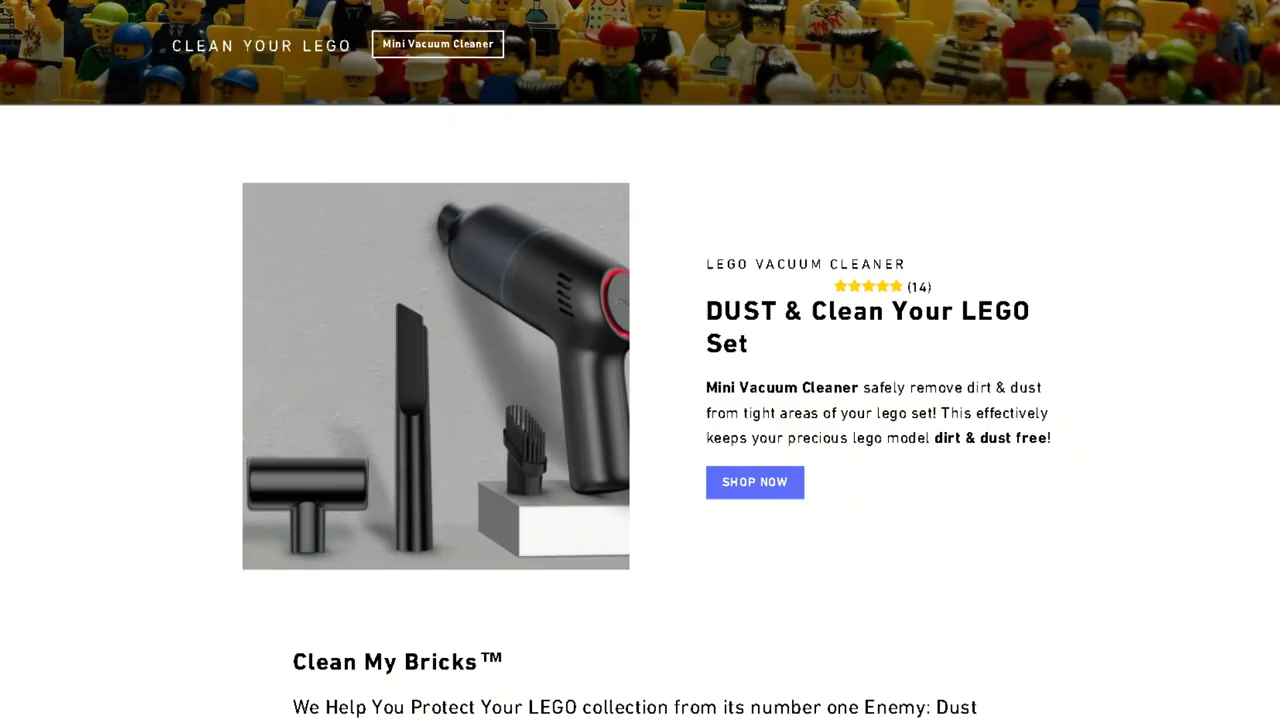 CLEAN YOUR LEGO
Mini Vacuum Cleaner
LEGO VACUUM CLEANER
(14)
DUST & Clean Your LEGO
Set
Mini Vacuum Cleaner safely remove dirt & dust
from tight areas of your lego set! This effectively
keeps your precious lego model dirt & dust free!
SHOP NOW
Clean My Bricks™
We Help You Protect Your LEGO collection from its number one Enemy: Dust